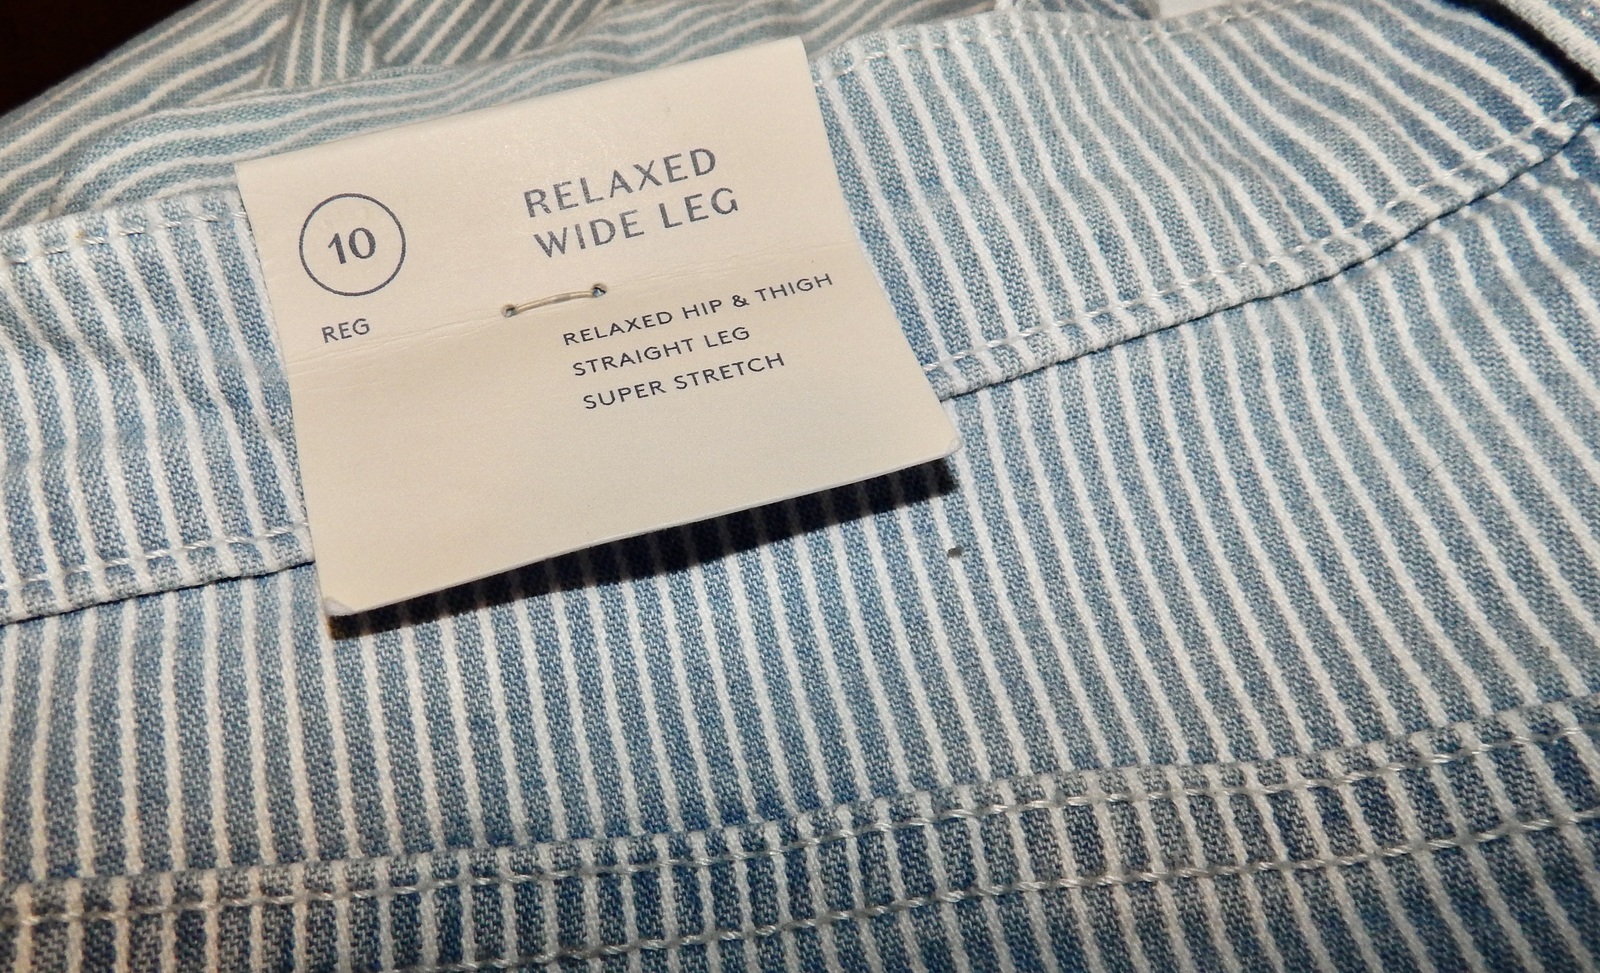 10
REG
RELAXED
WIDE LEG
RELAXED HIP & THIGH
STRAIGHT LEG
SUPER STRETCH